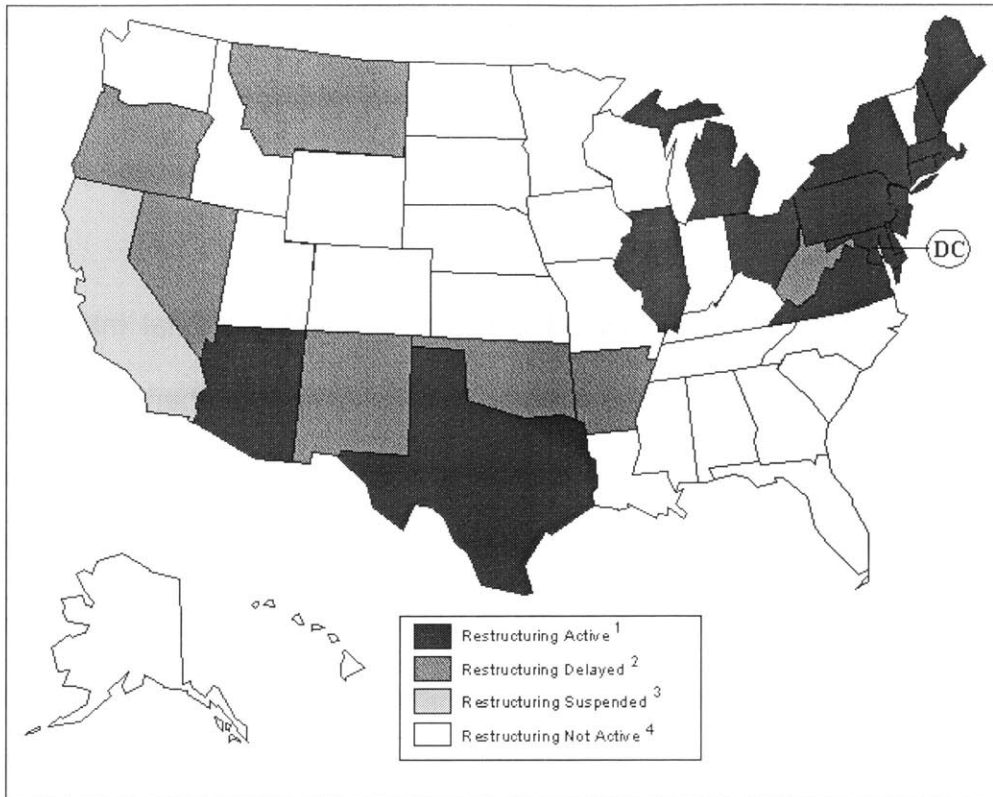 DC
Restructuring Active 1
Restructuring Delayed 2
Restructuring Suspended 3
Restructuring Not Active 4